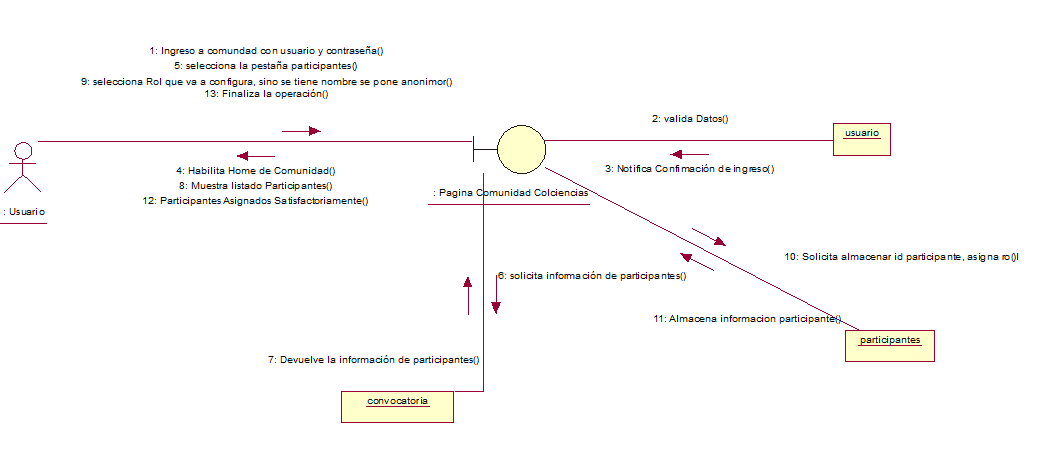 1: Ingreso a comundad con usuario y contraseña()
5: selecciona la pestaña participantes()
9: selecciona Rol que va a configura, sino se tiene nombre se pone anonimor()
13: Finaliza la operación()
2: valida Datos()
usuario
3: Notifica Confimación de ingreso()
4: Habilita Home de Comunidad()
8: Muestra listado Participantes()
12: Participantes Asignados Satisfactoriamente()
: Pagina Comunidad Colciencias
: Usuario
10: Solicita almacenar id participante, asigna ro()l
6: solicita información de participantes()
11: Almacena informacion participante()
participantes
7: Devuelve la información de participantes()
convocatoria